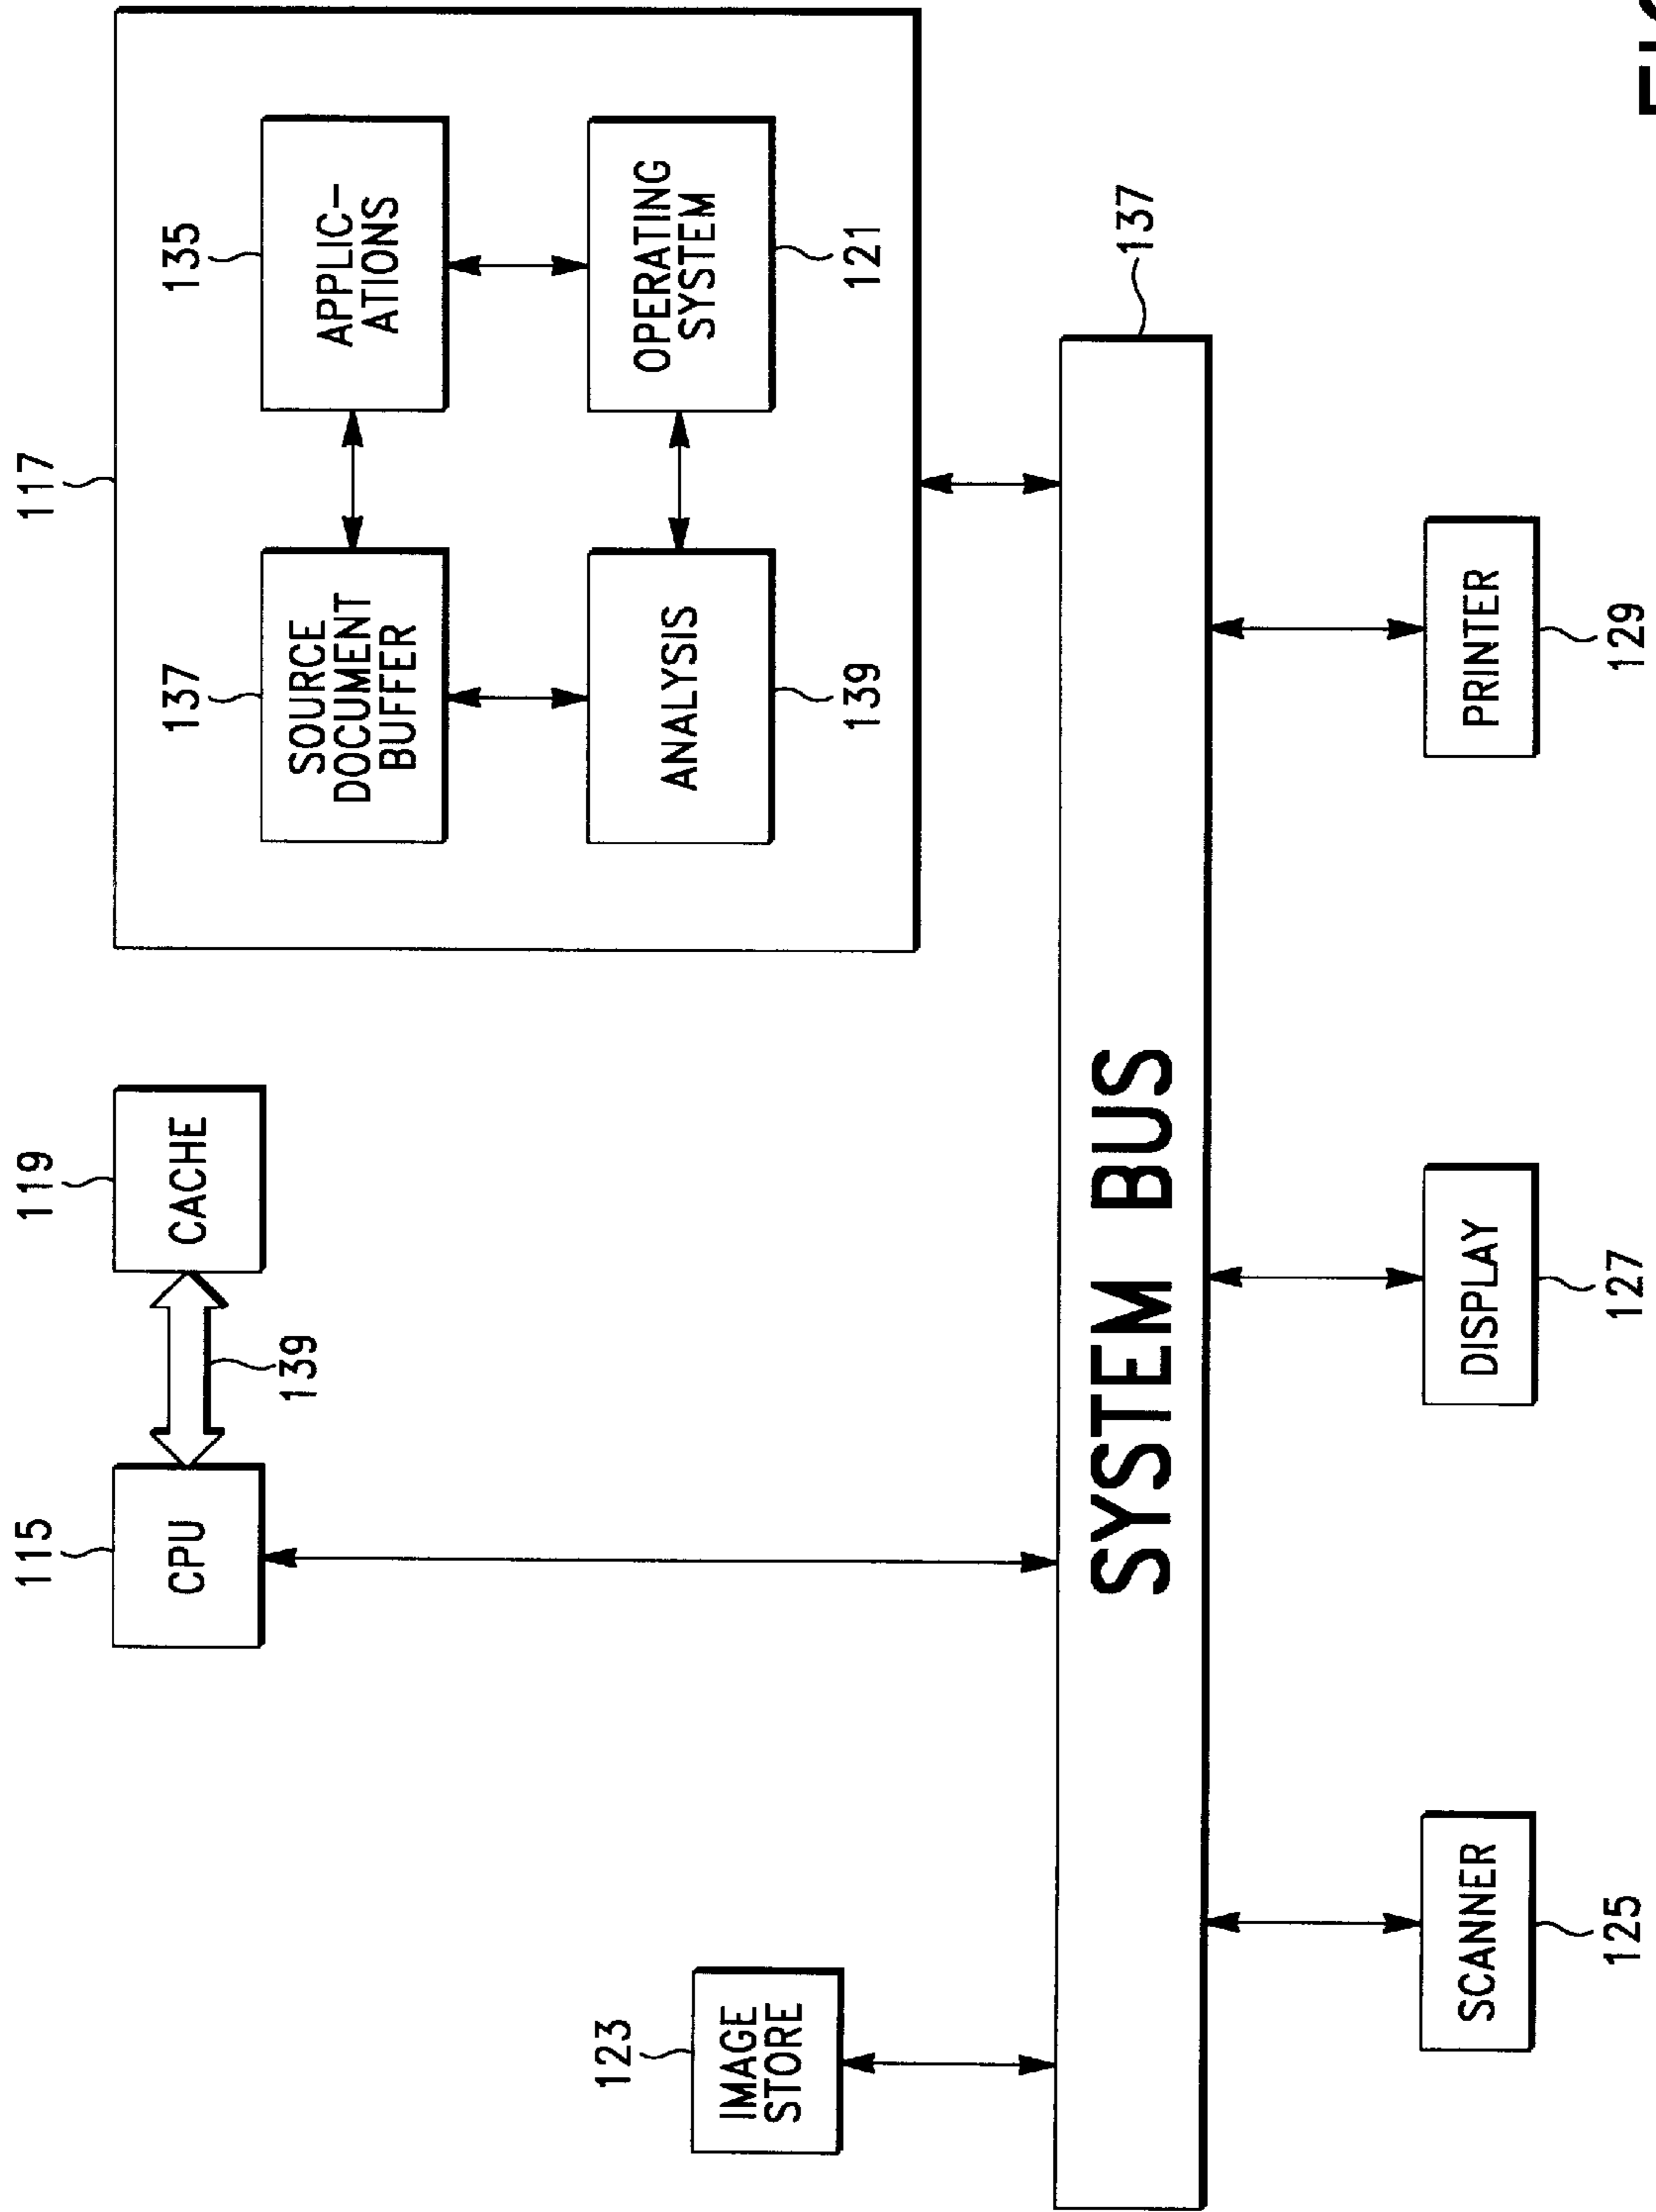 115
CPU
139
119
CACHE
117
137
SOURCE
DOCUMENT
BUFFER
135
APPLIC-
ATIONS
ANALYSIS
139
OPERATING
SYSTEM
121
123
IMAGE
STORE
SYSTEM BUS
137
SCANNER
125
DISPLAY
127
PRINTER
129